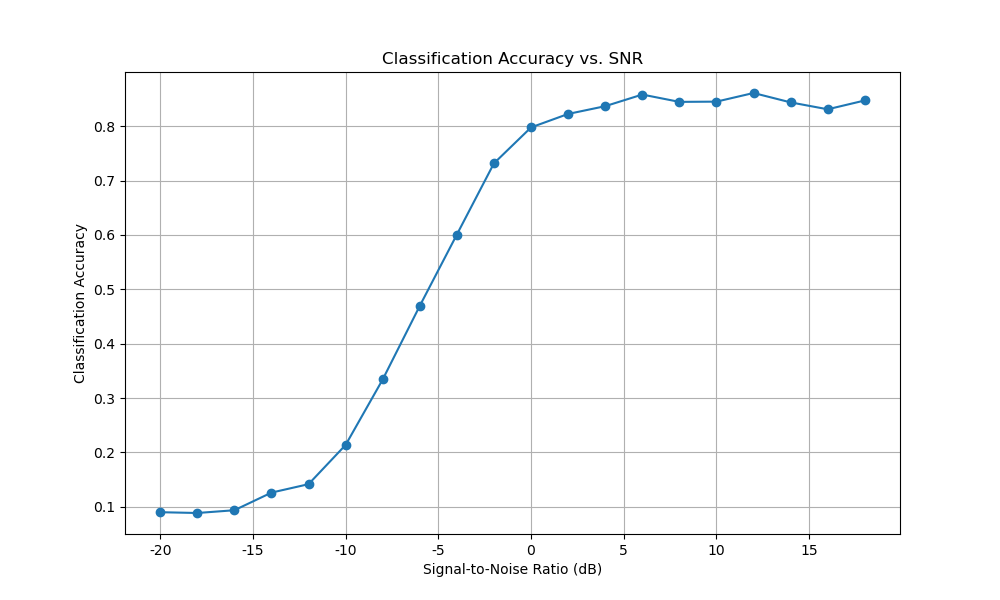 Classification Accuracy vs. SNR
Classification Accuracy
0.8
0.7
0.6
0.5
0.4
0.3
0.2
0.1
-20 -15 -10 -5 0 5 10 15
Signal-to-Noise Ratio (dB)